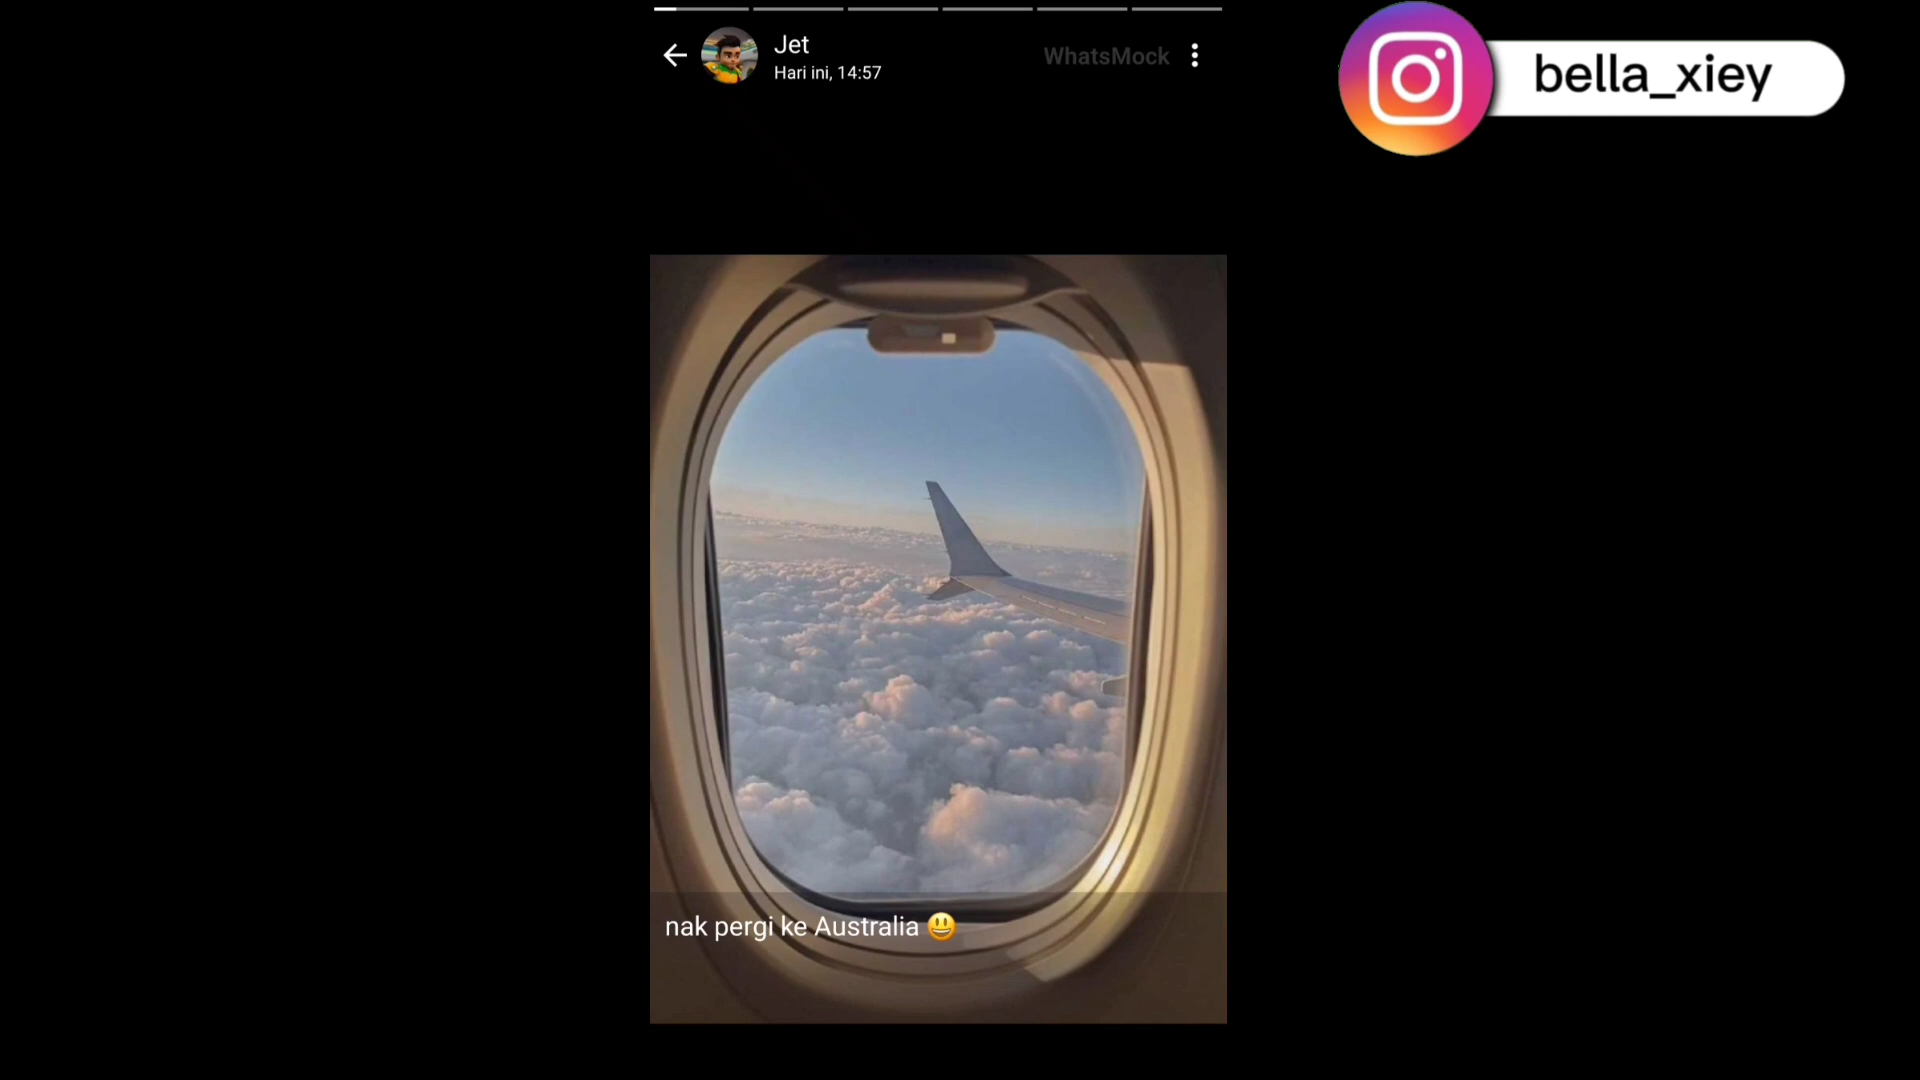 Jet
Hari ini, 14:57
WhatsMock
bella_xiey
nak pergi ke Australia 😃